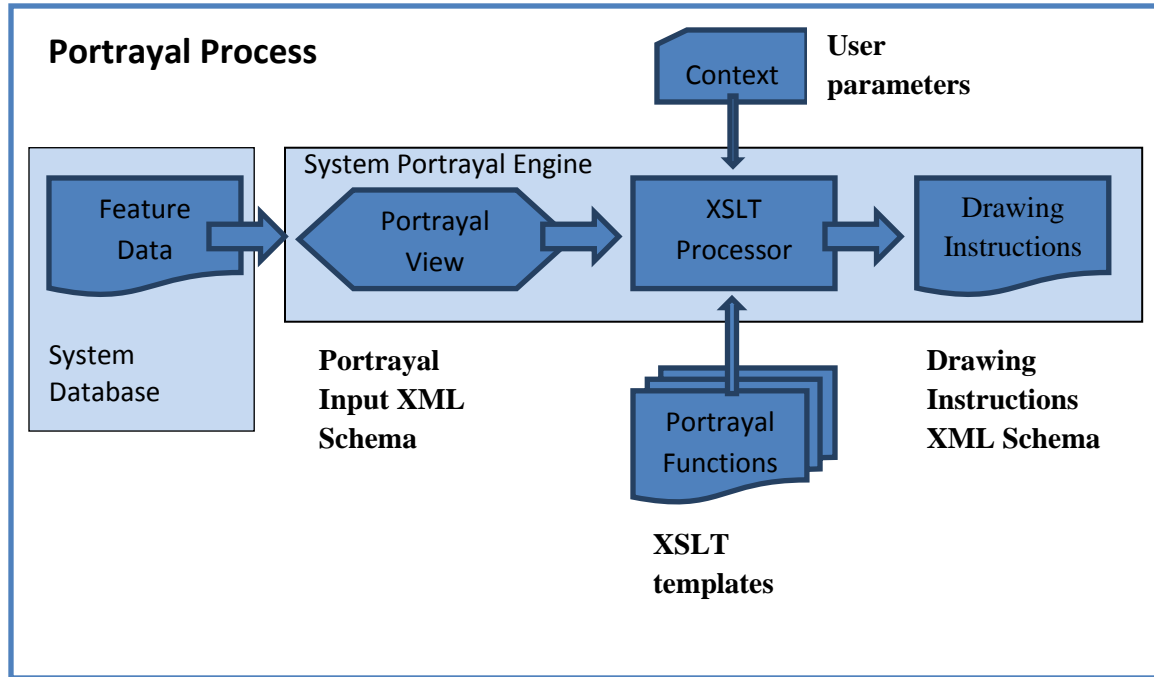 Portrayal Process
Context
User
parameters
System Portrayal Engine
Feature
Data
Portrayal
View
XSLT
Processor
Drawing
Instructions
System
Database
Portrayal
Input XML
Schema
Portrayal
Functions
Drawing
Instructions
XML Schema
XSLT
templates